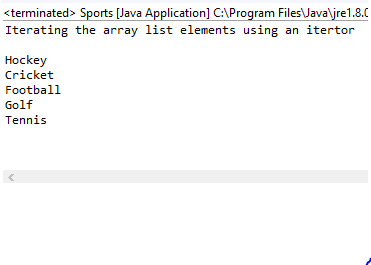 <terminated> Sports [Java Application] C:\Program Files\Java\jre1.8.0
Iterating the array list elements using an itertor
Hockey
Cricket
Football
Golf
Tennis